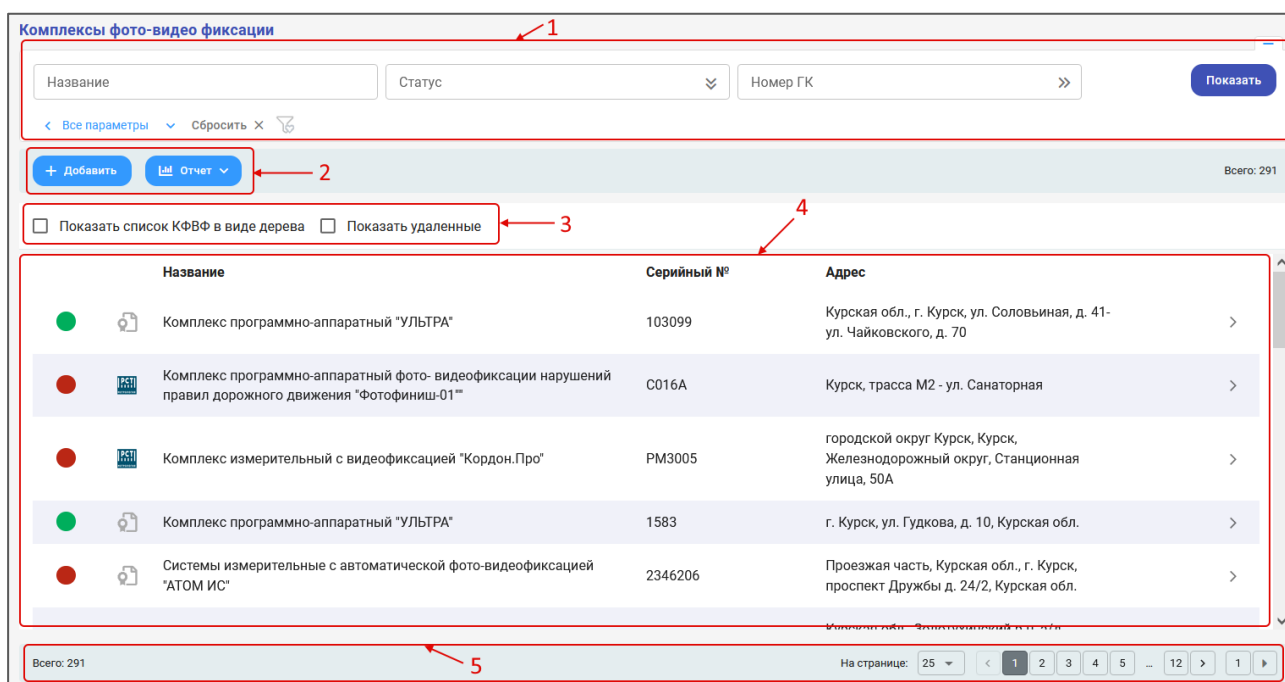 Комплексы фото-видео фиксации
1
Название
Статус
Номер ГК
Показать
Все параметры
Сбросить
+ Добавить
Отчет
2
Всего: 291
Показать список КФВФ в виде дерева
Показать удаленные
3
4
Название
Серийный №
Адрес
Комплекс программно-аппаратный "УЛЬТРА"
103099
Курская обл., г. Курск, ул. Соловьиная, д. 41-
ул. Чайковского, д. 70
Комплекс программно-аппаратный фото- видеофиксации нарушений
правил дорожного движения "Фотофиниш-01""
C016A
Курск, трасса М2 - ул. Санаторная
Комплекс измерительный с видеофиксацией "Кордон.Про"
PM3005
городской округ Курск, Курск,
Железнодорожный округ, Станционная
улица, 50А
Комплекс программно-аппаратный "УЛЬТРА"
1583
г. Курск, ул. Гудкова, д. 10, Курская обл.
Системы измерительные с автоматической фото-видеофиксацией
"АТОМ ИС"
2346206
Проезжая часть, Курская обл., г. Курск,
проспект Дружбы д. 24/2, Курская обл.
Всего: 291
5
На странице: 25
1 2 3 4 5 ... 12
1